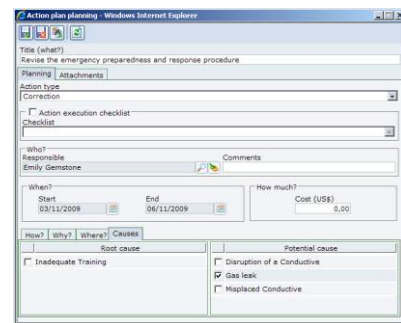 Action plan planning - Windows Internet Explorer
Title (what?)
Revise the emergency preparedness and response procedure
Planning Attachments
Action type
Correction
Action execution checklist
Checklist
Who?
Responsible Comments
Emily Gemstone
When? How much?
Start End Cost (US$)
03/11/2009 06/11/2009 0,00
How? Why? Where? Causes
Root cause Potential cause
Inadequate Training Disruption of a Conductive
Gas leak
Misplaced Conductive